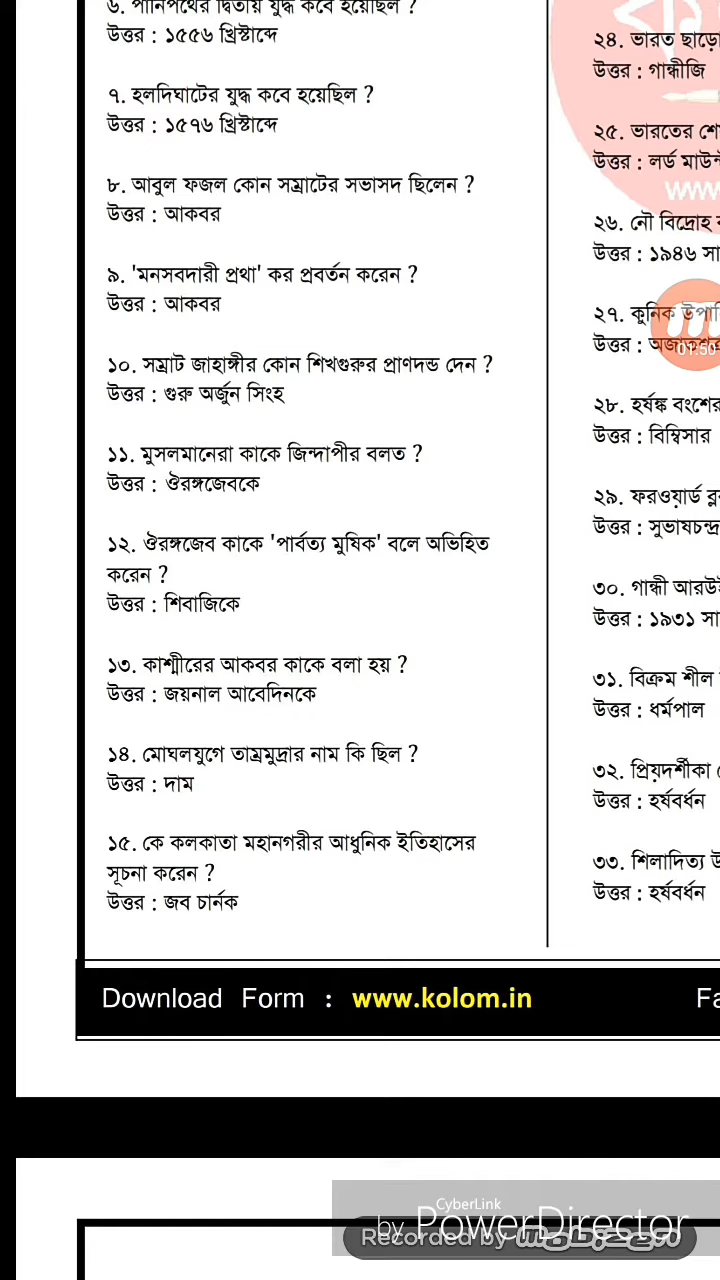 ৬. পানিপথের দ্বিতীয় যুদ্ধ কবে হয়েছিল ?
উত্তর : ১৫৫৬ খ্রিস্টাব্দে
৭. হলদিঘাটের যুদ্ধ কবে হয়েছিল ?
উত্তর : ১৫৭৬ খ্রিস্টাব্দে
৮. আবুল ফজল কোন সম্রাটের সভাসদ ছিলেন ?
উত্তর : আকবর
৯. 'মনসবদারী প্রথা' কর প্রবর্তন করেন ?
উত্তর : আকবর
১০. সম্রাট জাহাঙ্গীর কোন শিখগুরুর প্রাণদন্ড দেন ?
উত্তর : গুরু অর্জুন সিংহ
১১. মুসলমানেরা কাকে জিন্দাপীর বলত ?
উত্তর : ঔরঙ্গজেবকে
১২. ঔরঙ্গজেব কাকে 'পার্বত্য মুষিক' বলে অভিহিত
করেন ?
উত্তর : শিবাজিকে
১৩. কাশ্মীরের আকবর কাকে বলা হয় ?
উত্তর : জয়নাল আবেদিনকে
১৪. মোঘলযুগে তাম্রমুদ্রার নাম কি ছিল ?
উত্তর : দাম
১৫. কে কলকাতা মহানগরীর আধুনিক ইতিহাসের
সূচনা করেন ?
উত্তর : জব চার্নক
২৪. ভারত ছাড়ো
উত্তর : গান্ধীজি
২৫. ভারতের শে
উত্তর : লর্ড মাউন্ট
www
২৬. নৌ বিদ্রোহ
উত্তর : ১৯৪৬ সা
২৭. কুনিক উপাধি
উত্তর :
01:50
২৮. হর্ষঙ্ক বংশের
উত্তর : বিম্বিসার
২৯. ফরওয়ার্ড ব্ল
উত্তর : সুভাষচন্দ্র
৩০. গান্ধী আরউই
উত্তর : ১৯৩১ সা
৩১. বিক্রম শীল
উত্তর : ধর্মপাল
৩২. প্রিয়দর্শীকা
উত্তর : হর্ষবর্ধন
৩৩. শিলাদিত্য উ
উত্তর : হর্ষবর্ধন
Download Form : www.kolom.in
Fa
CyberLink
by PowerDirector
Recorded by